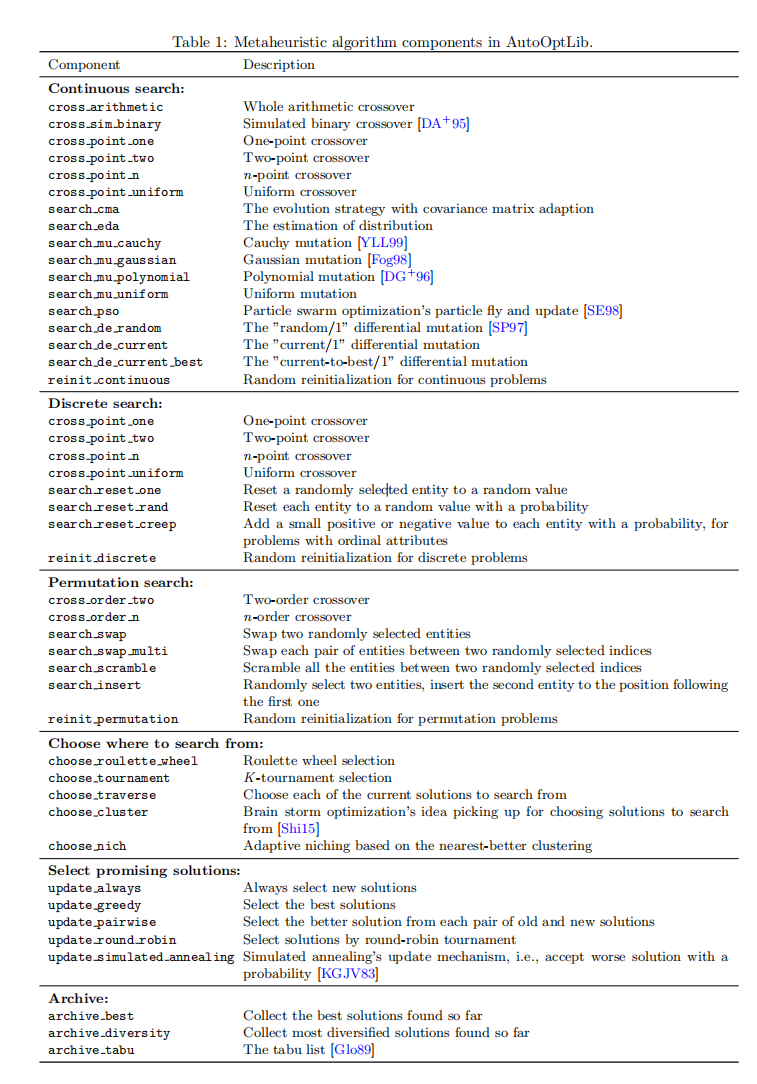 Table 1: Metaheuristic algorithm components in AutoOptLib.
Component Description
Continuous search:
cross_arithmetic Whole arithmetic crossover
cross_sim_binary Simulated binary crossover [DA+95]
cross_point_one One-point crossover
cross_point_two Two-point crossover
cross_point_n n-point crossover
cross_point_uniform Uniform crossover
search_cma The evolution strategy with covariance matrix adaption
search_eda The estimation of distribution
search_mu_cauchy Cauchy mutation [YLL99]
search_mu_gaussian Gaussian mutation [Fog98]
search_mu_polynomial Polynomial mutation [DG+96]
search_mu_uniform Uniform mutation
search_pso Particle swarm optimization's particle fly and update [SE98]
search_de_random The "random/1" differential mutation [SP97]
search_de_current The "current/1" differential mutation
search_de_current_best The "current-to-best/1" differential mutation
reinit_continuous Random reinitialization for continuous problems
Discrete search:
cross_point_one One-point crossover
cross_point_two Two-point crossover
cross_point_n n-point crossover
cross_point_uniform Uniform crossover
search_reset_one Reset a randomly selected entity to a random value
search_reset_rand Reset each entity to a random value with a probability
search_reset_creep Add a small positive or negative value to each entity with a probability, for
problems with ordinal attributes
reinit_discrete Random reinitialization for discrete problems
Permutation search:
cross_order_two Two-order crossover
cross_order_n n-order crossover
search_swap Swap two randomly selected entities
search_swap_multi Swap each pair of entities between two randomly selected indices
search_scramble Scramble all the entities between two randomly selected indices
search_insert Randomly select two entities, insert the second entity to the position following
the first one
reinit_permutation Random reinitialization for permutation problems
Choose where to search from:
choose_roulette_wheel Roulette wheel selection
choose_tournament K-tournament selection
choose_traverse Choose each of the current solutions to search from
choose_cluster Brain storm optimization's idea picking up for choosing solutions to search
from [Shi15]
choose_nich Adaptive niching based on the nearest-better clustering
Select promising solutions:
update_always Always select new solutions
update_greedy Select the best solutions
update_pairwise Select the better solution from each pair of old and new solutions
update_round_robin Select solutions by round-robin tournament
update_simulated_annealing Simulated annealing's update mechanism, i.e., accept worse solution with a
probability [KGJV83]
Archive:
archive_best Collect the best solutions found so far
archive_diversity Collect most diversified solutions found so far
archive_tabu The tabu list [Glo89]